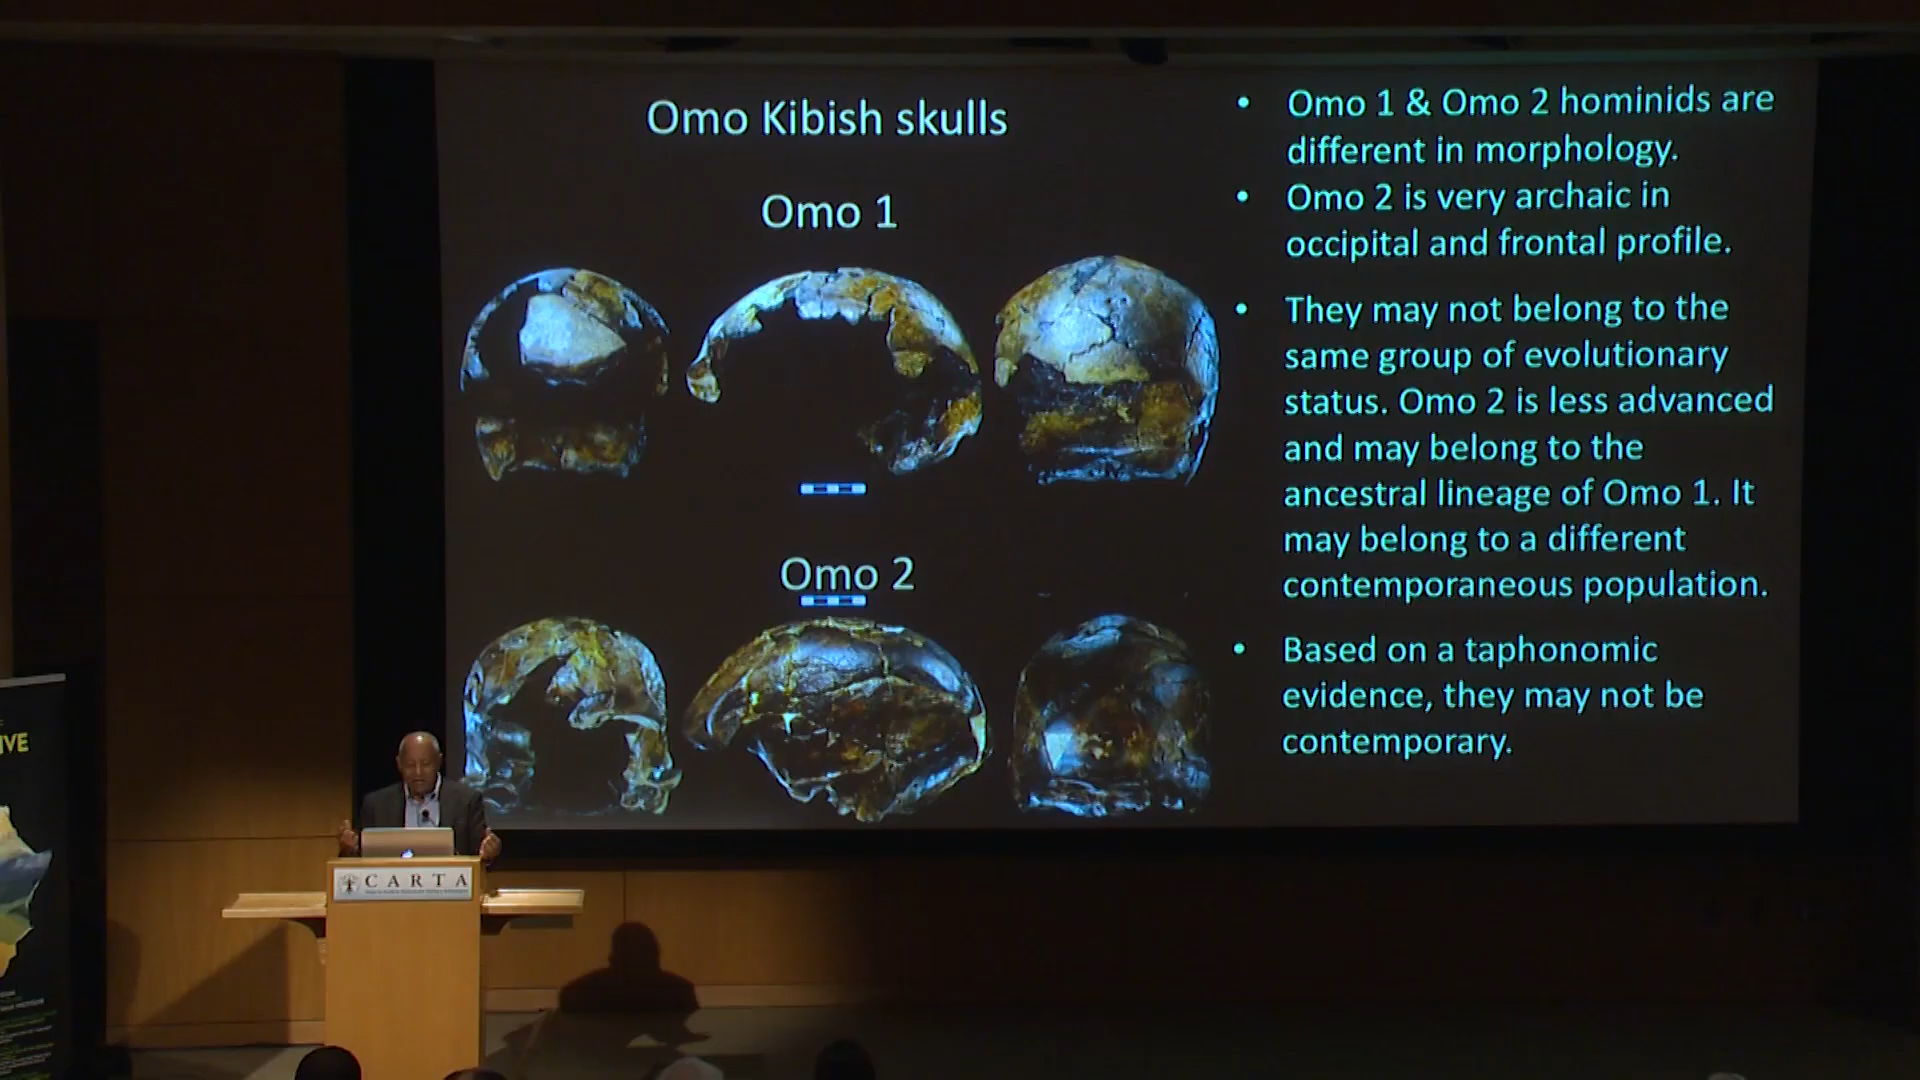 Omo Kibish skulls
Omo 1
Omo 2
• Omo 1 & Omo 2 hominids are
different in morphology.
• Omo 2 is very archaic in
occipital and frontal profile.
• They may not belong to the
same group of evolutionary
status. Omo 2 is less advanced
and may belong to the
ancestral lineage of Omo 1. It
may belong to a different
contemporaneous population.
• Based on a taphonomic
evidence, they may not be
contemporary.
CARTA
IVE